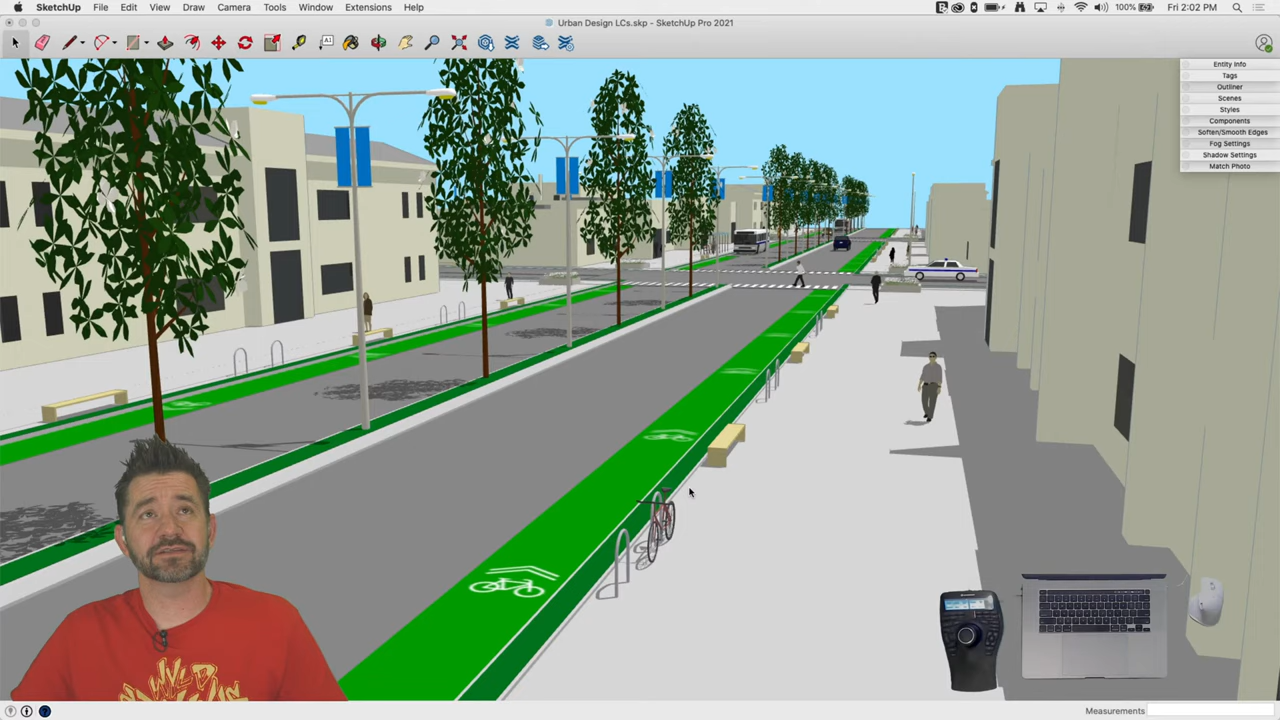 SketchUp File Edit View Draw Camera Tools Window Extensions Help
100% Fri 2:02 PM
Urban Design LCs.skp - SketchUp Pro 2021
Entity Info
Tags
Outliner
Scenes
Styles
Components
Soften/Smooth Edges
Fog Settings
Shadow Settings
Match Photo
WYLD
Measurements